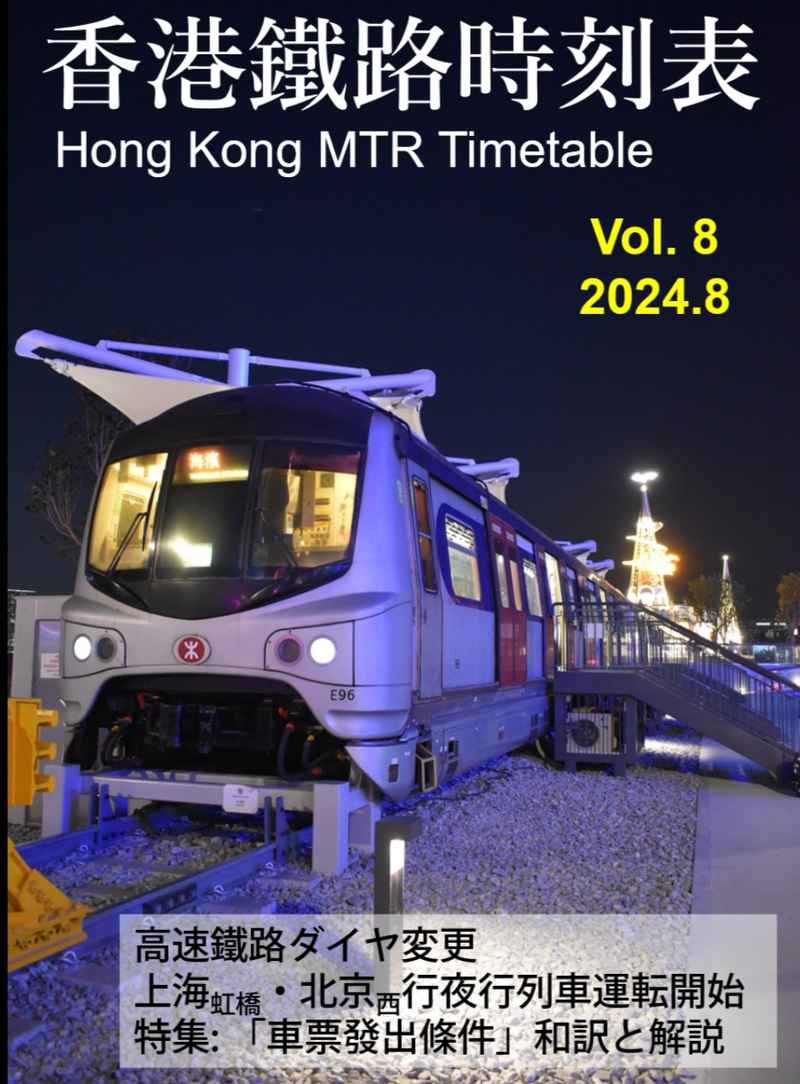 香港鐵路時刻表
Hong Kong MTR Timetable
Vol. 8
2024.8
E96
高速鐵路ダイヤ変更
上海虹橋・北京西行夜行列車運転開始
特集: 「車票發出條件」和訳と解説